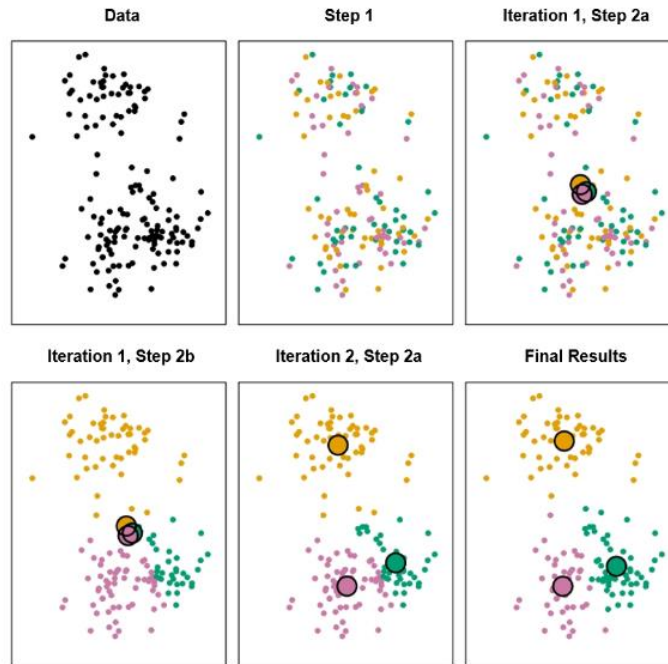 Data
Step 1
Iteration 1, Step 2a
Iteration 1, Step 2b
Iteration 2, Step 2a
Final Results